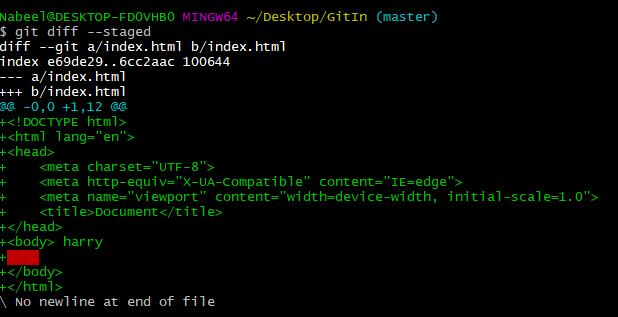 Nabeel@DESKTOP-FDOVHBO MINGW64 ~/Desktop/GitIn (master)
$ git diff --staged
diff --git a/index.html b/index.html
index e69de29..6cc2aac 100644
--- a/index.html
+++ b/index.html
@@ -0,0 +1,12 @@
+<!DOCTYPE html>
+<html lang="en">
+<head>
+    <meta charset="UTF-8">
+    <meta http-equiv="X-UA-Compatible" content="IE=edge">
+    <meta name="viewport" content="width=device-width, initial-scale=1.0">
+    <title>Document</title>
+</head>
+<body> harry
+
+</body>
+</html>
\ No newline at end of file